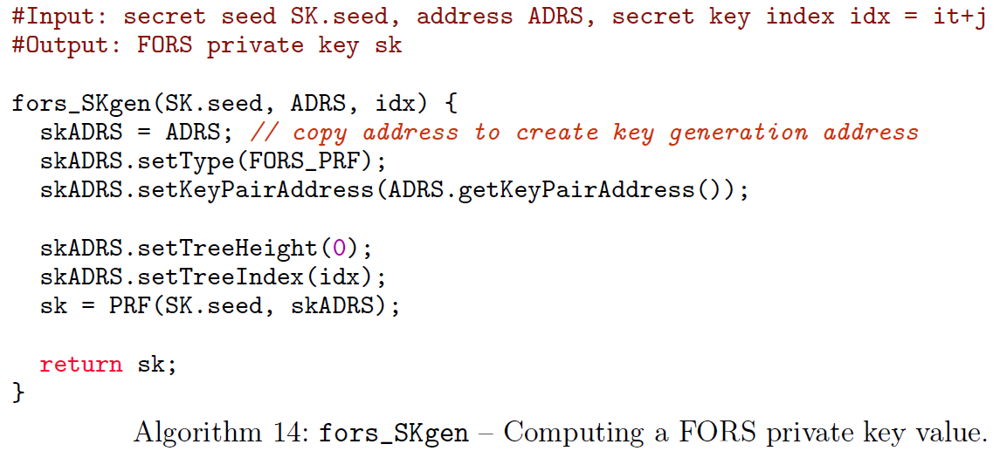 #Input: secret seed SK.seed, address ADRS, secret key index idx = it+j
#Output: FORS private key sk
fors_SKgen(SK.seed, ADRS, idx) {
skADRS = ADRS; // copy address to create key generation address
skADRS.setType(FORS_PRF);
skADRS.setKeyPairAddress(ADRS.getKeyPairAddress());
skADRS.setTreeHeight(0);
skADRS.setTreeIndex(idx);
sk = PRF(SK.seed, skADRS);
return sk;
}
Algorithm 14: fors_SKgen – Computing a FORS private key value.